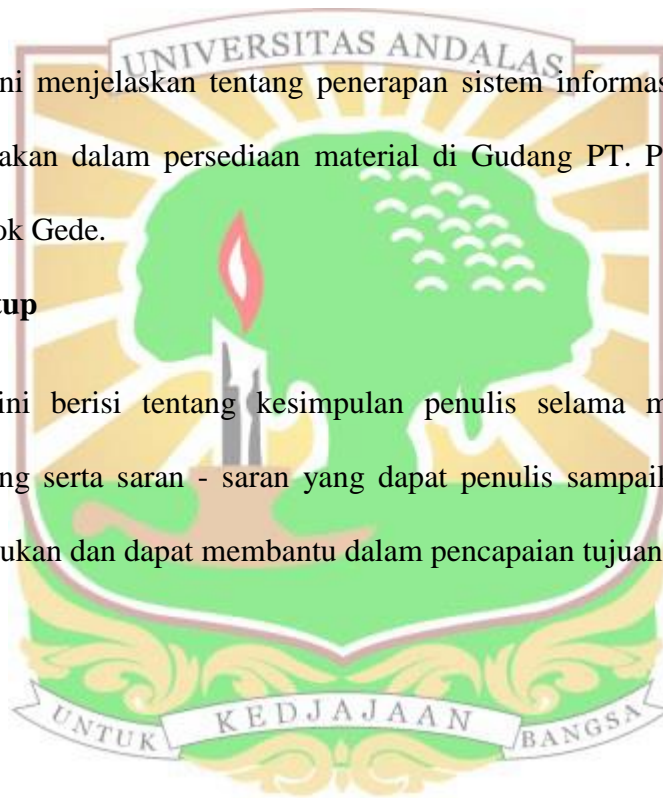 UNIVERSITAS ANDALAS
ni menjelaskan tentang penerapan sistem informas
akan dalam persediaan material di Gudang PT. P
ok Gede.
tup
ini berisi tentang kesimpulan penulis selama m
ng serta saran - saran yang dapat penulis sampaik
ukan dan dapat membantu dalam pencapaian tujuan
UNTUK KEDJAJAAN BANGSA